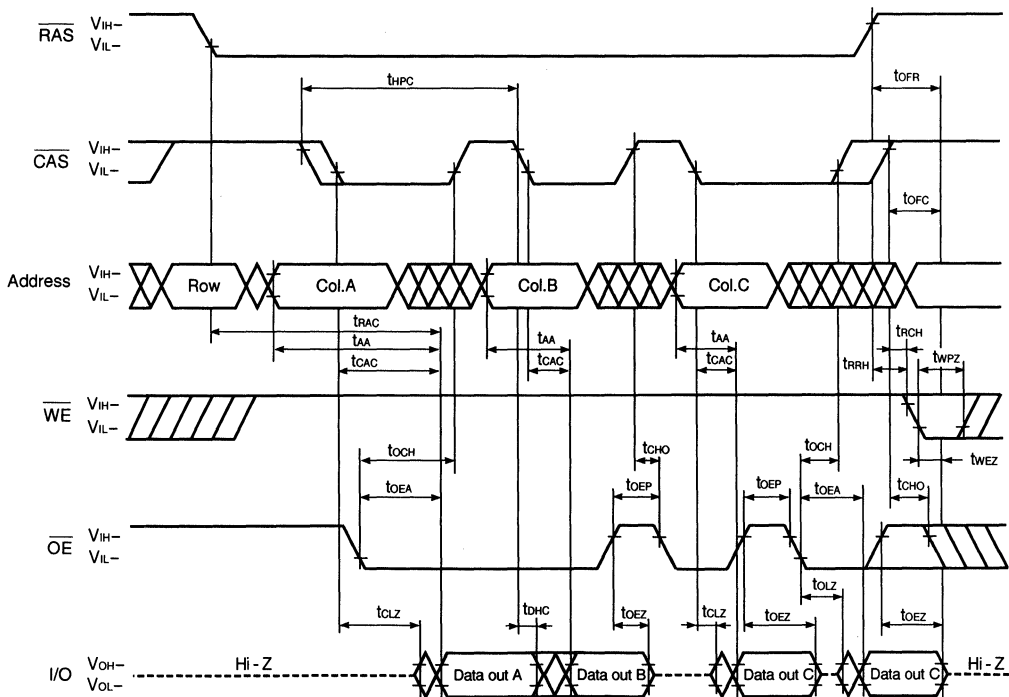 RAS VIH– VIL–
tHPC tOFR
CAS VIH– VIL–
tOFC
Address VIH– VIL– Row Col.A Col.B Col.C
tRAC
tAA tAA tAA
tCAC tCAC tCAC
tRCH
tRRH tWPZ
WE VIH– VIL–
tWEZ
tOCH tCHO tOCH
tOEA tOEP tOEP tOEA tCHO
OE VIH– VIL–
tOLZ
tCLZ tDHC tOEZ tCLZ tOEZ tOEZ
I/O VOH– VOL– Hi - Z Data out A Data out B Data out C Data out C Hi - Z